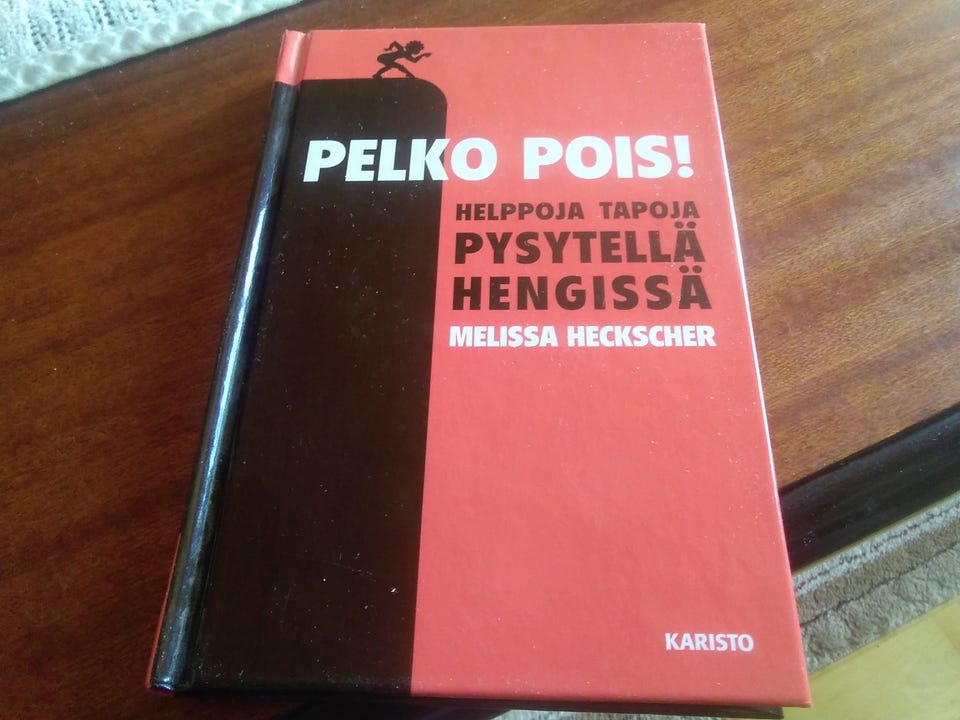 PELKO POIS!
HELPPOJA TAPOJA
PYSYTELLÄ
HENGISSÄ
MELISSA HECKSCHER
KARISTO